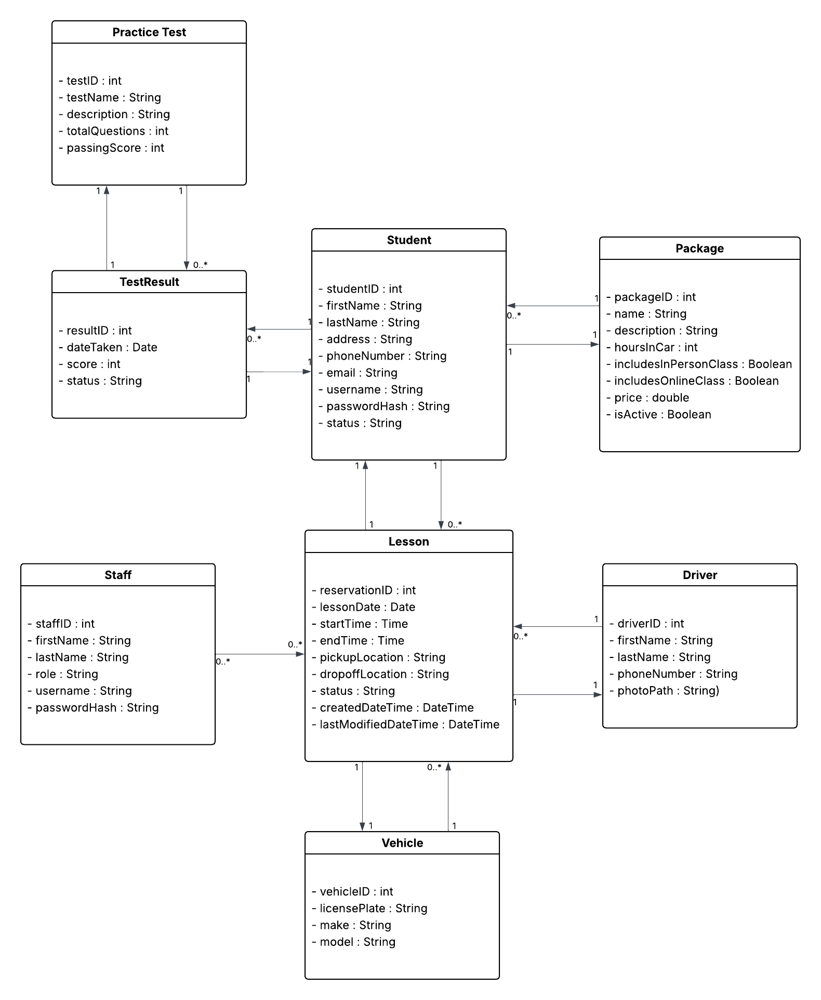 Practice Test
- testID : int
- testName : String
- description : String
- totalQuestions : int
- passingScore : int
1
1
1
0..*
TestResult
- resultID : int
- dateTaken : Date
- score : int
- status : String
1
0..*
1
1
Student
- studentID : int
- firstName : String
- lastName : String
- address : String
- phoneNumber : String
- email : String
- username : String
- passwordHash : String
- status : String
1
0..*
1
1
Package
- packageID : int
- name : String
- description : String
- hoursInCar : int
- includesInPersonClass : Boolean
- includesOnlineClass : Boolean
- price : double
- isActive : Boolean
1
1
1
0..*
Staff
- staffID : int
- firstName : String
- lastName : String
- role : String
- username : String
- passwordHash : String
0..*
0..*
Lesson
- reservationID : int
- lessonDate : Date
- startTime : Time
- endTime : Time
- pickupLocation : String
- dropoffLocation : String
- status : String
- createdDateTime : DateTime
- lastModifiedDateTime : DateTime
1
0..*
1
1
Driver
- driverID : int
- firstName : String
- lastName : String
- phoneNumber : String
- photoPath : String)
1
0..*
1
1
Vehicle
- vehicleID : int
- licensePlate : String
- make : String
- model : String